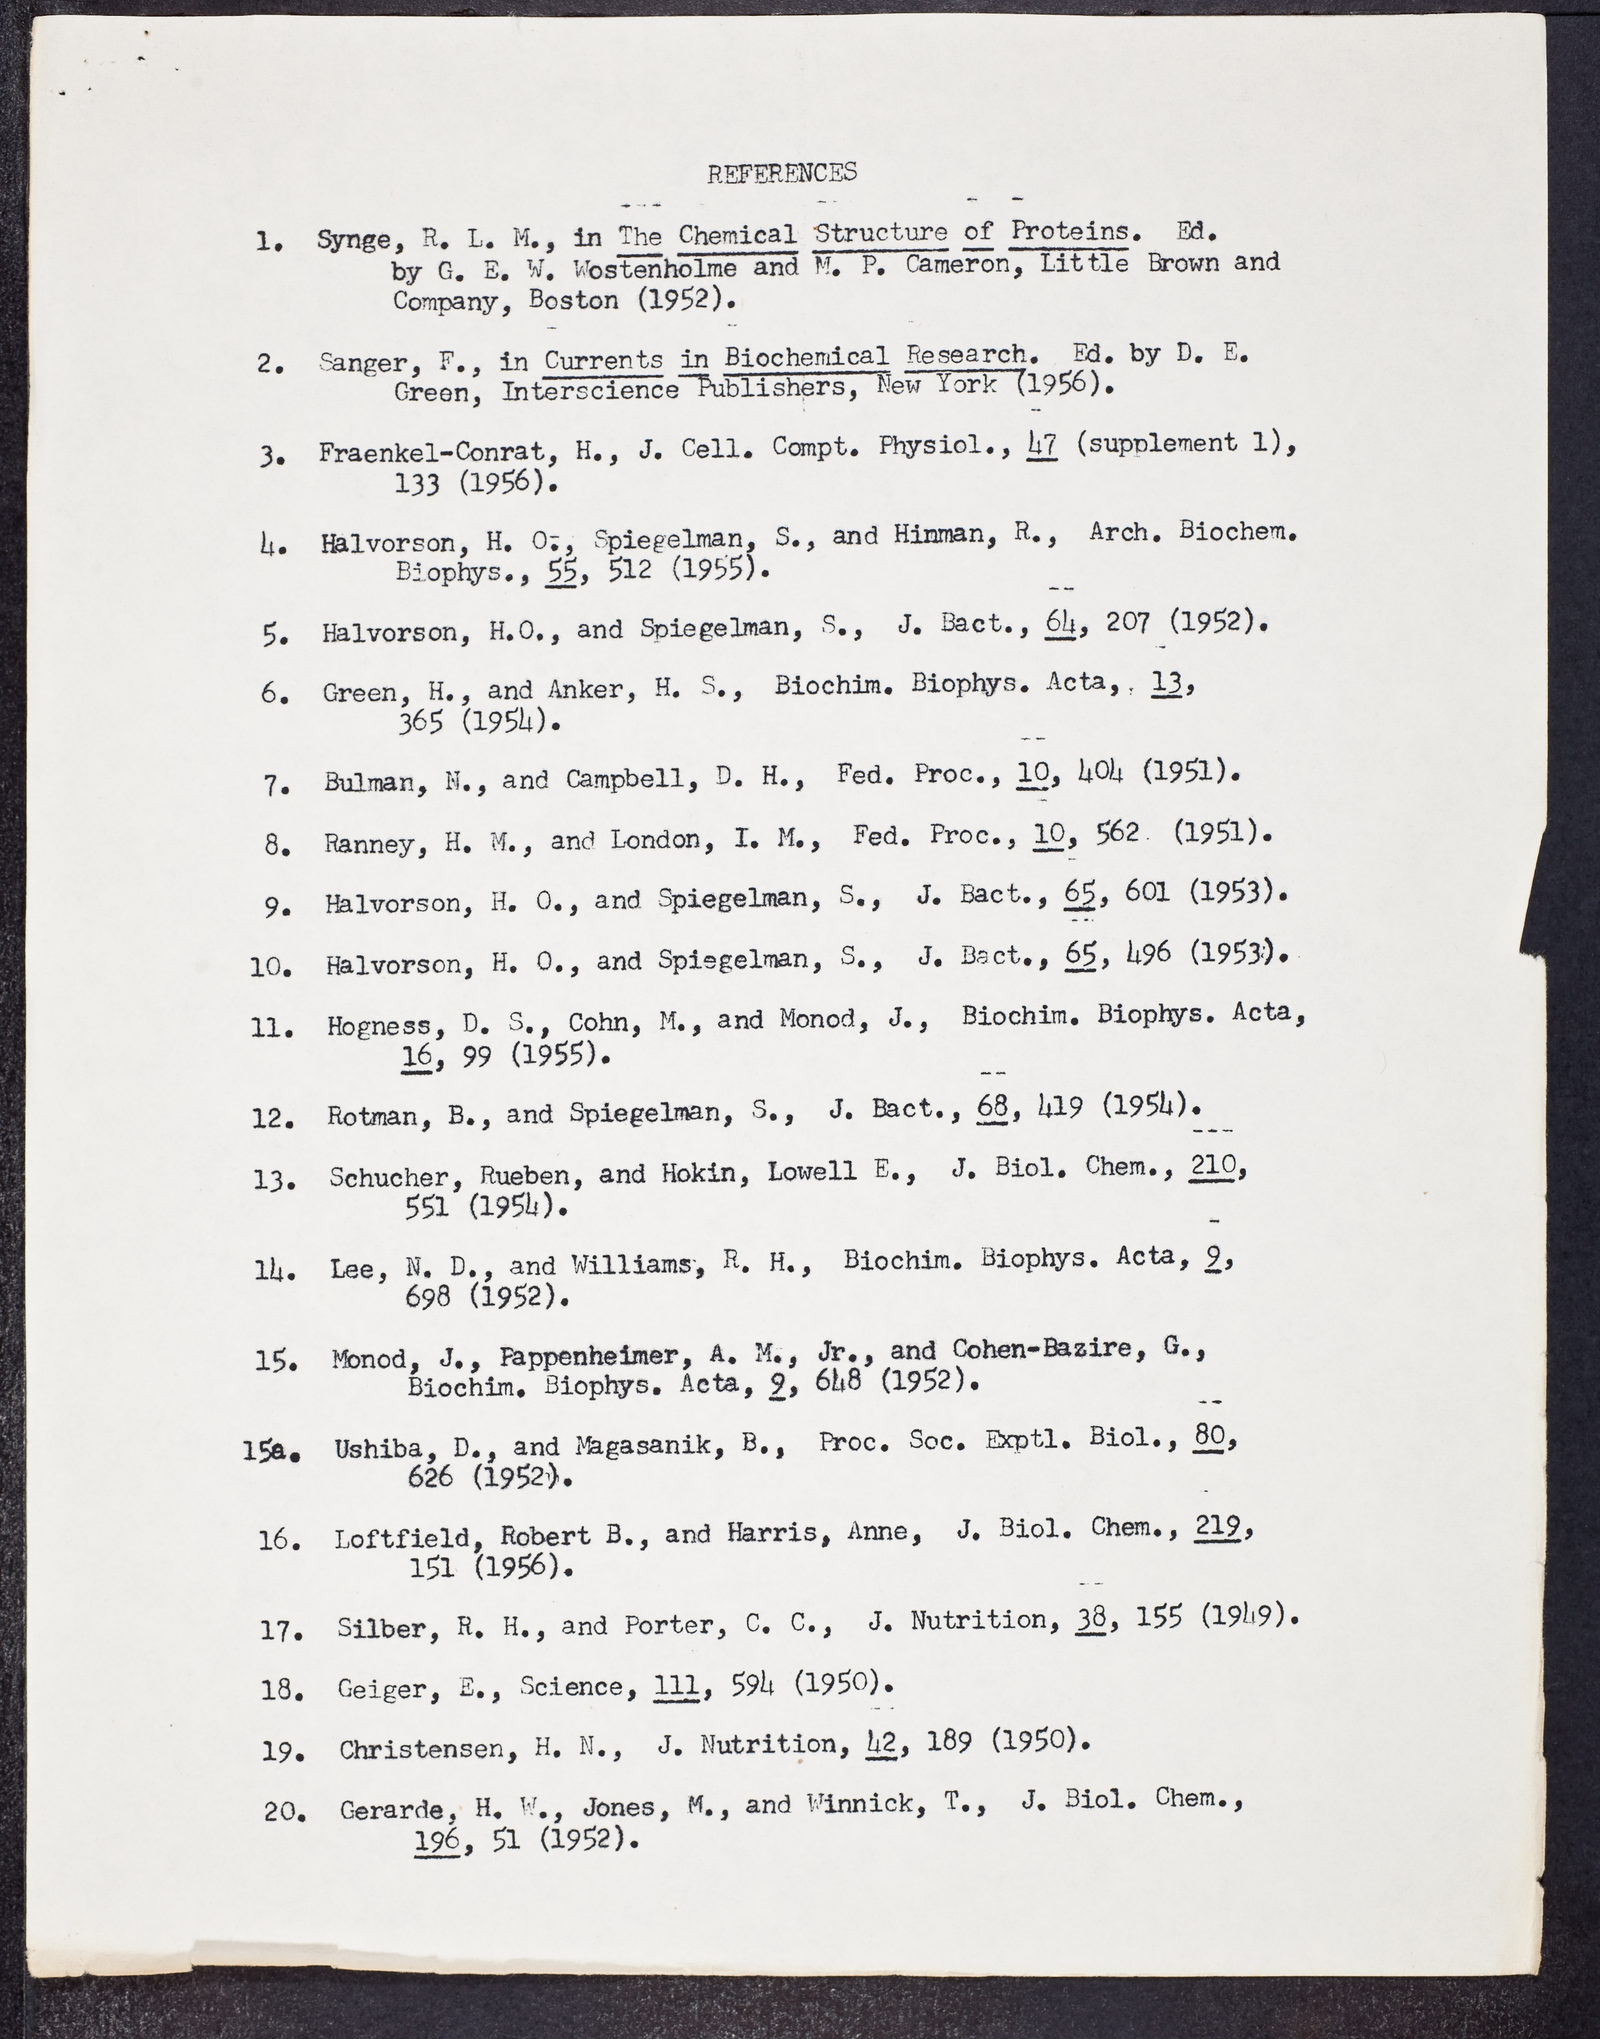 REFERENCES
1. Synge, R. L. M., in The Chemical Structure of Proteins. Ed.
by G. E. W. Wostenholme and M. P. Cameron, Little Brown and
Company, Boston (1952).
2. Sanger, F., in Currents in Biochemical Research. Ed. by D. E.
Green, Interscience Publishers, New York (1956).
3. Fraenkel-Conrat, H., J. Cell. Compt. Physiol., 47 (supplement 1),
133 (1956).
4. Halvorson, H. O., Spiegelman, S., and Hinman, R., Arch. Biochem.
Biophys., 55, 512 (1955).
5. Halvorson, H.O., and Spiegelman, S., J. Bact., 64, 207 (1952).
6. Green, H., and Anker, H. S., Biochim. Biophys. Acta, 13,
365 (1954).
7. Bulman, N., and Campbell, D. H., Fed. Proc., 10, 404 (1951).
8. Ranney, H. M., and London, I. M., Fed. Proc., 10, 562 (1951).
9. Halvorson, H. O., and Spiegelman, S., J. Bact., 65, 601 (1953).
10. Halvorson, H. O., and Spiegelman, S., J. Bact., 65, 496 (1953).
11. Hogness, D. S., Cohn, M., and Monod, J., Biochim. Biophys. Acta,
16, 99 (1955).
12. Rotman, B., and Spiegelman, S., J. Bact., 68, 419 (1954).
13. Schucher, Rueben, and Hokin, Lowell E., J. Biol. Chem., 210,
551 (1954).
14. Lee, N. D., and Williams, R. H., Biochim. Biophys. Acta, 9,
698 (1952).
15. Monod, J., Pappenheimer, A. M., Jr., and Cohen-Bazire, G.,
Biochim. Biophys. Acta, 9, 648 (1952).
15a. Ushiba, D., and Magasanik, B., Proc. Soc. Exptl. Biol., 80,
626 (1952).
16. Loftfield, Robert B., and Harris, Anne, J. Biol. Chem., 219,
151 (1956).
17. Silber, R. H., and Porter, C. C., J. Nutrition, 38, 155 (1949).
18. Geiger, E., Science, 111, 594 (1950).
19. Christensen, H. N., J. Nutrition, 42, 189 (1950).
20. Gerarde, H. W., Jones, M., and Winnick, T., J. Biol. Chem.,
196, 51 (1952).